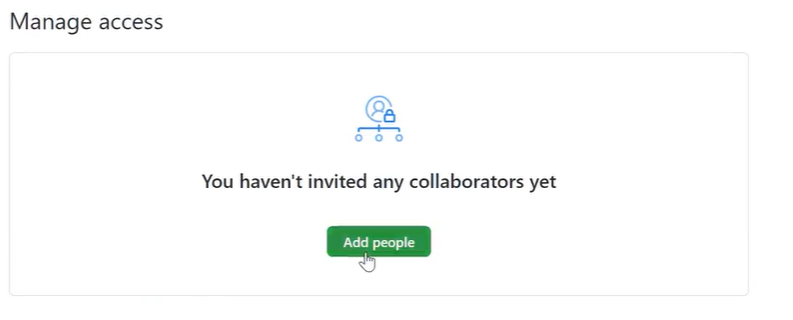 Manage access
You haven't invited any collaborators yet
Add people